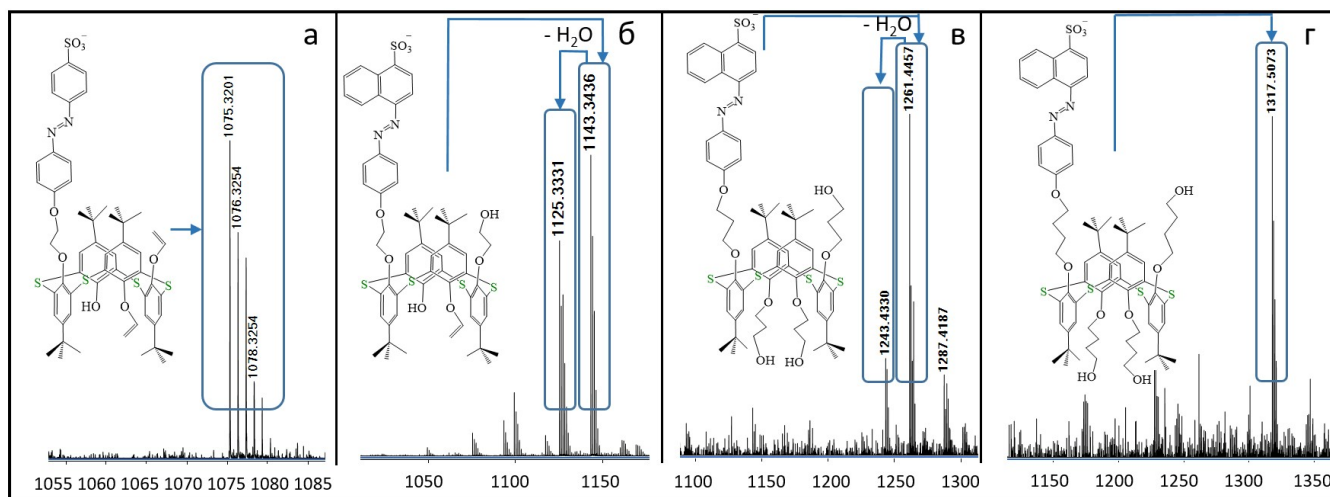 а
SO₃⁻
N
N
O
O
O
S
S
S
S
HO
O
1075.3201
1076.3254
1078.3254
1055 1060 1065 1070 1075 1080 1085
б
- H₂O
SO₃⁻
N
N
O
OH
O
O
S
S
S
S
HO
O
1125.3331
1143.3436
1050 1100 1150
в
- H₂O
SO₃⁻
N
N
O
HO
O
O
S
S
S
S
O
O
OH
HO
1243.4330
1261.4457
1287.4187
1100 1150 1200 1250 1300
г
SO₃⁻
N
N
O
OH
O
O
S
S
S
S
O
O
HO
OH
1317.5073
1150 1200 1250 1300 1350